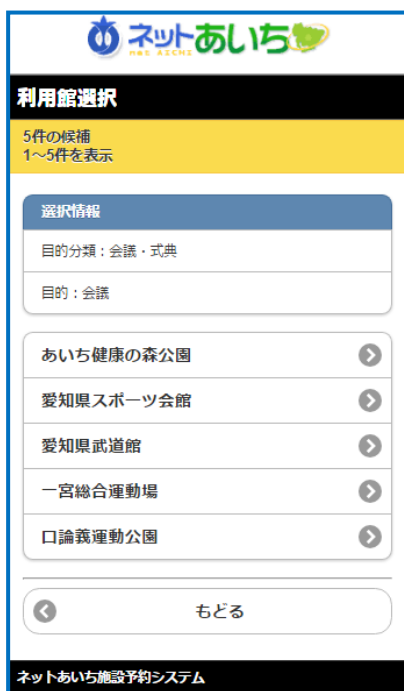 ネットあいち
net AICHI
利用館選択
5件の候補
1~5件を表示
選択情報
目的分類:会議・式典
目的:会議
あいち健康の森公園
愛知県スポーツ会館
愛知県武道館
一宮総合運動場
口論義運動公園
もどる
ネットあいち施設予約システム